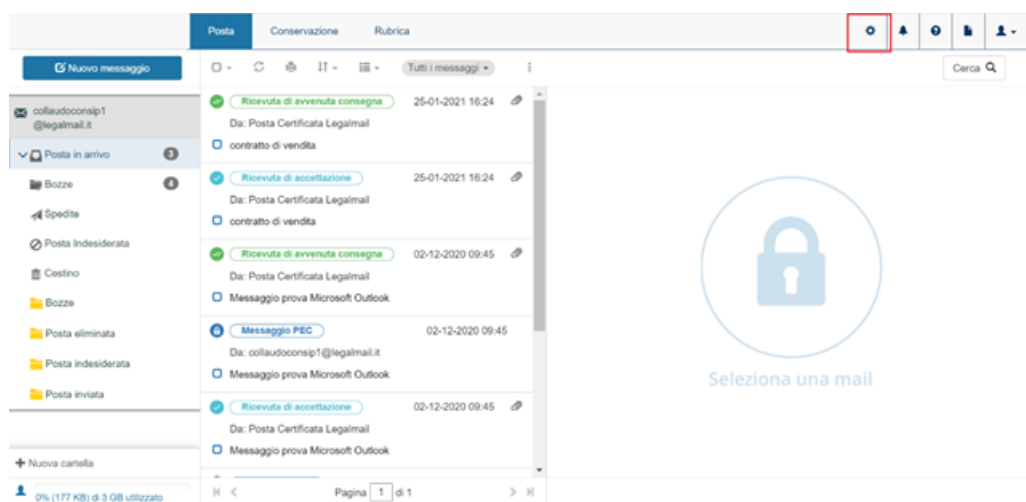 Posta
Conservazione
Rubrica
Nuovo messaggio
Tutti i messaggi
Cerca
collaudoconsip1
@legalmail.it
Posta in arrivo
3
Bozze
4
Spedite
Posta Indesiderata
Cestino
Bozze
Posta eliminata
Posta indesiderata
Posta inviata
Nuova cartella
0% (177 KB) di 3 GB utilizzato
Ricevuta di avvenuta consegna 25-01-2021 16:24
Da: Posta Certificata Legalmail
contratto di vendita
Ricevuta di accettazione 25-01-2021 16:24
Da: Posta Certificata Legalmail
contratto di vendita
Ricevuta di avvenuta consegna 02-12-2020 09:45
Da: Posta Certificata Legalmail
Messaggio prova Microsoft Outlook
Messaggio PEC 02-12-2020 09:45
Da: collaudoconsip1@legalmail.it
Messaggio prova Microsoft Outlook
Ricevuta di accettazione 02-12-2020 09:45
Da: Posta Certificata Legalmail
Messaggio prova Microsoft Outlook
Pagina 1 di 1
Seleziona una mail